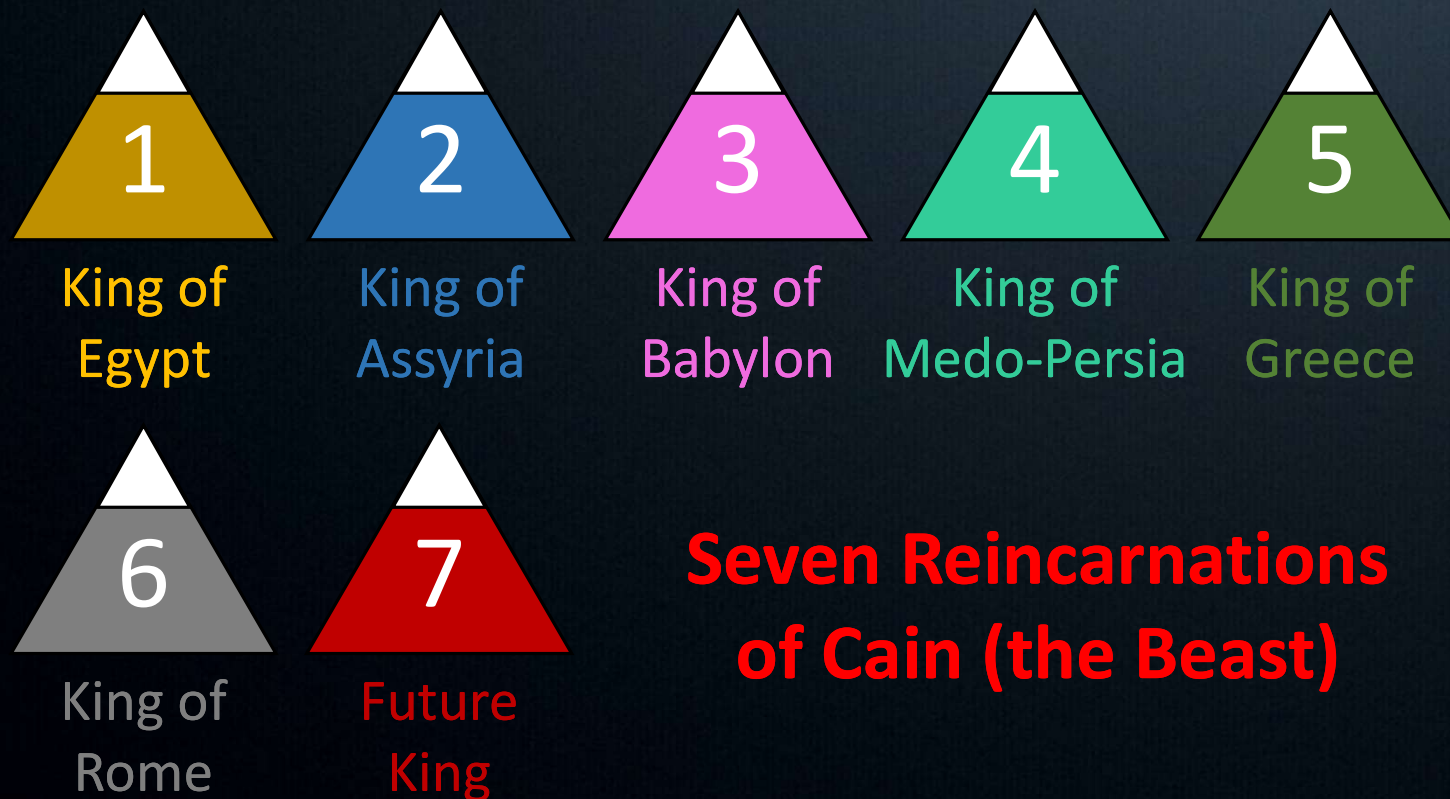 1
2
3
4
5
King of
Egypt
King of
Assyria
King of
Babylon
King of
Medo-Persia
King of
Greece
6
7
King of
Rome
Future
King
Seven Reincarnations
of Cain (the Beast)